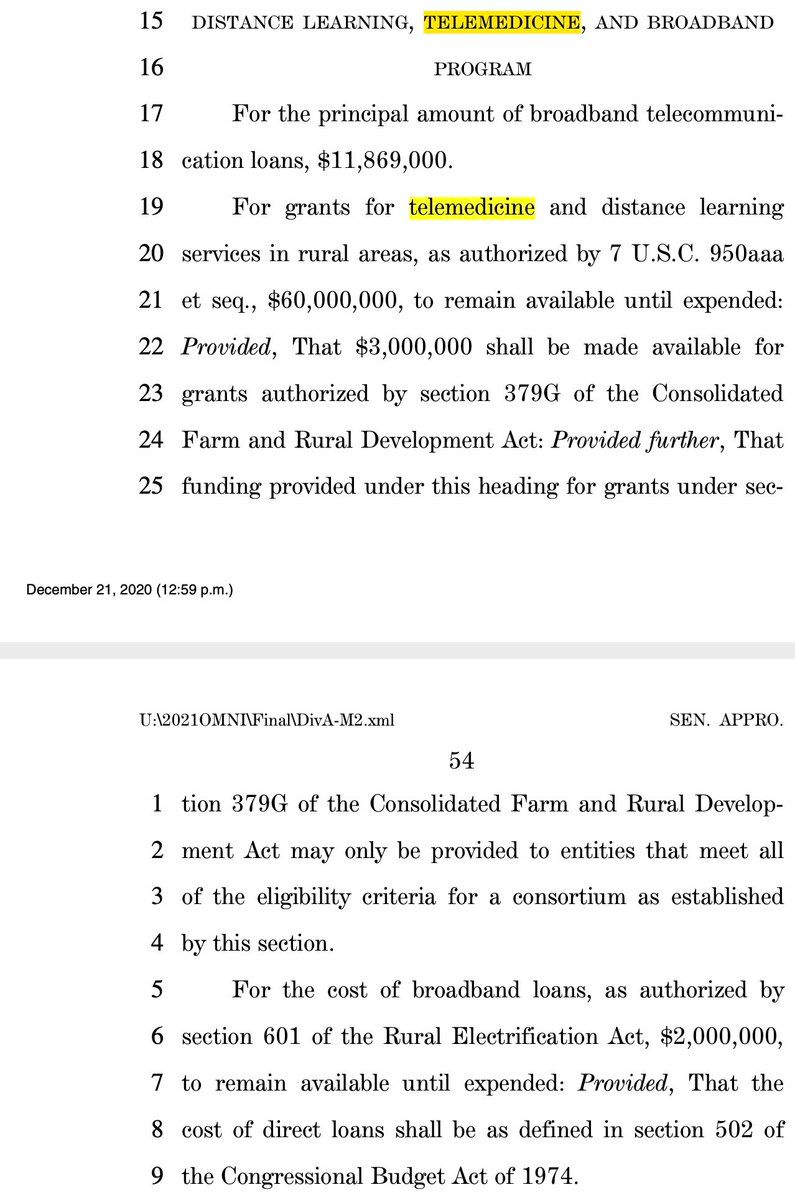 15 DISTANCE LEARNING, TELEMEDICINE, AND BROADBAND
16 PROGRAM
17 For the principal amount of broadband telecommuni-
18 cation loans, $11,869,000.
19 For grants for telemedicine and distance learning
20 services in rural areas, as authorized by 7 U.S.C. 950aaa
21 et seq., $60,000,000, to remain available until expended:
22 Provided, That $3,000,000 shall be made available for
23 grants authorized by section 379G of the Consolidated
24 Farm and Rural Development Act: Provided further, That
25 funding provided under this heading for grants under sec-
December 21, 2020 (12:59 p.m.)
U:\2021OMNI\Final\DivA-M2.xml SEN. APPRO.
54
1 tion 379G of the Consolidated Farm and Rural Develop-
2 ment Act may only be provided to entities that meet all
3 of the eligibility criteria for a consortium as established
4 by this section.
5 For the cost of broadband loans, as authorized by
6 section 601 of the Rural Electrification Act, $2,000,000,
7 to remain available until expended: Provided, That the
8 cost of direct loans shall be as defined in section 502 of
9 the Congressional Budget Act of 1974.